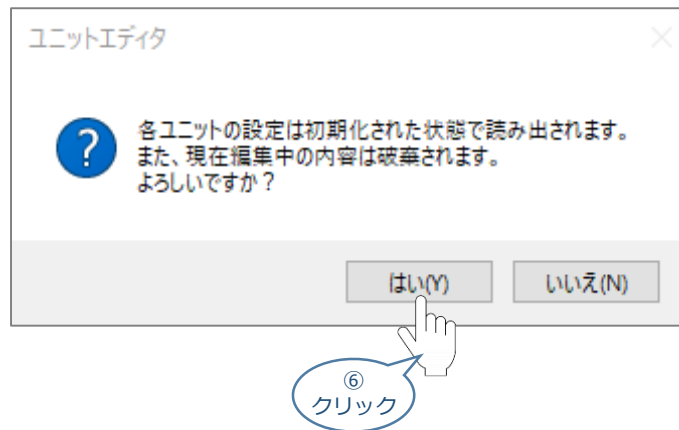 ユニットエディタ
各ユニットの設定は初期化された状態で読み出されます。
また、現在編集中の内容は破棄されます。
よろしいですか？
はい(Y)
いいえ(N)
⑥
クリック